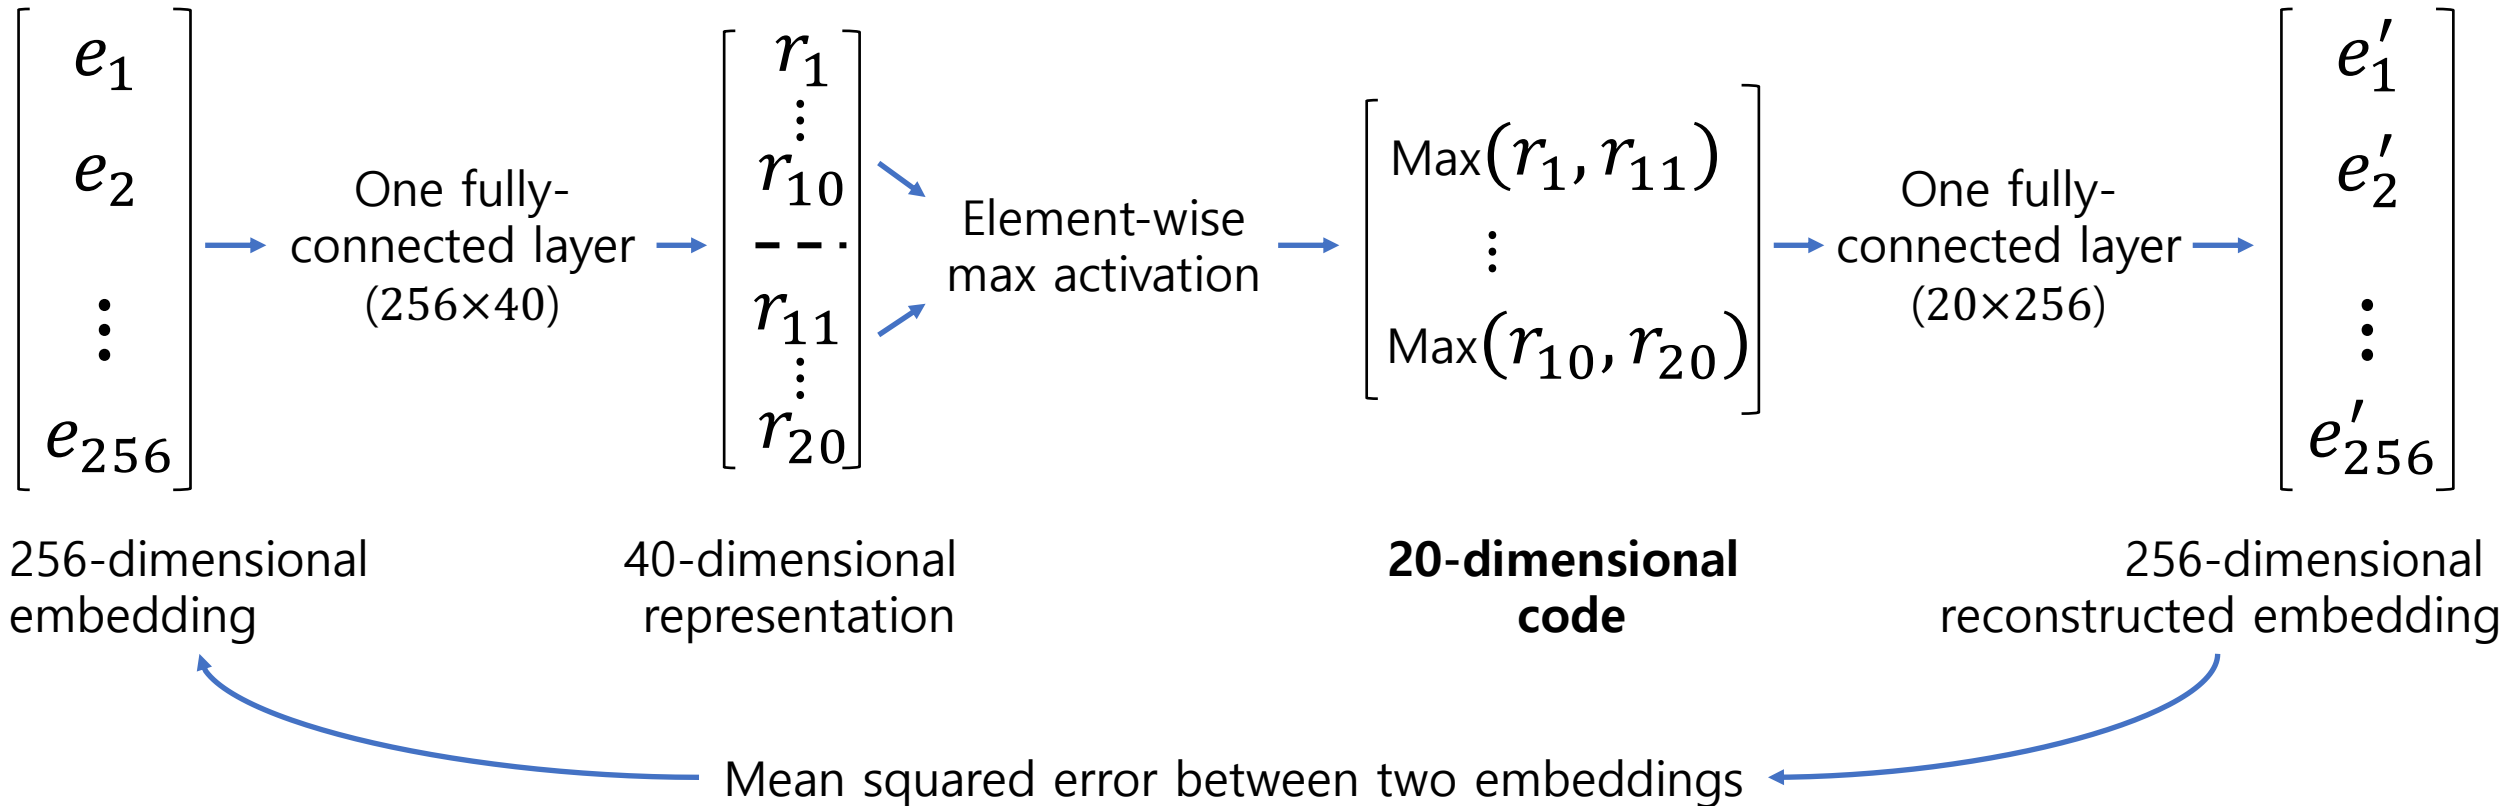 e₁
e₂
⋮
e₂₅₆
One fully-
connected layer
(256×40)
r₁
⋮
r₁₀
r₁₁
⋮
r₂₀
Element-wise
max activation
Max(r₁, r₁₁)
⋮
Max(r₁₀, r₂₀)
One fully-
connected layer
(20×256)
e′₁
e′₂
⋮
e′₂₅₆
256-dimensional
embedding
40-dimensional
representation
20-dimensional
code
256-dimensional
reconstructed embedding
Mean squared error between two embeddings